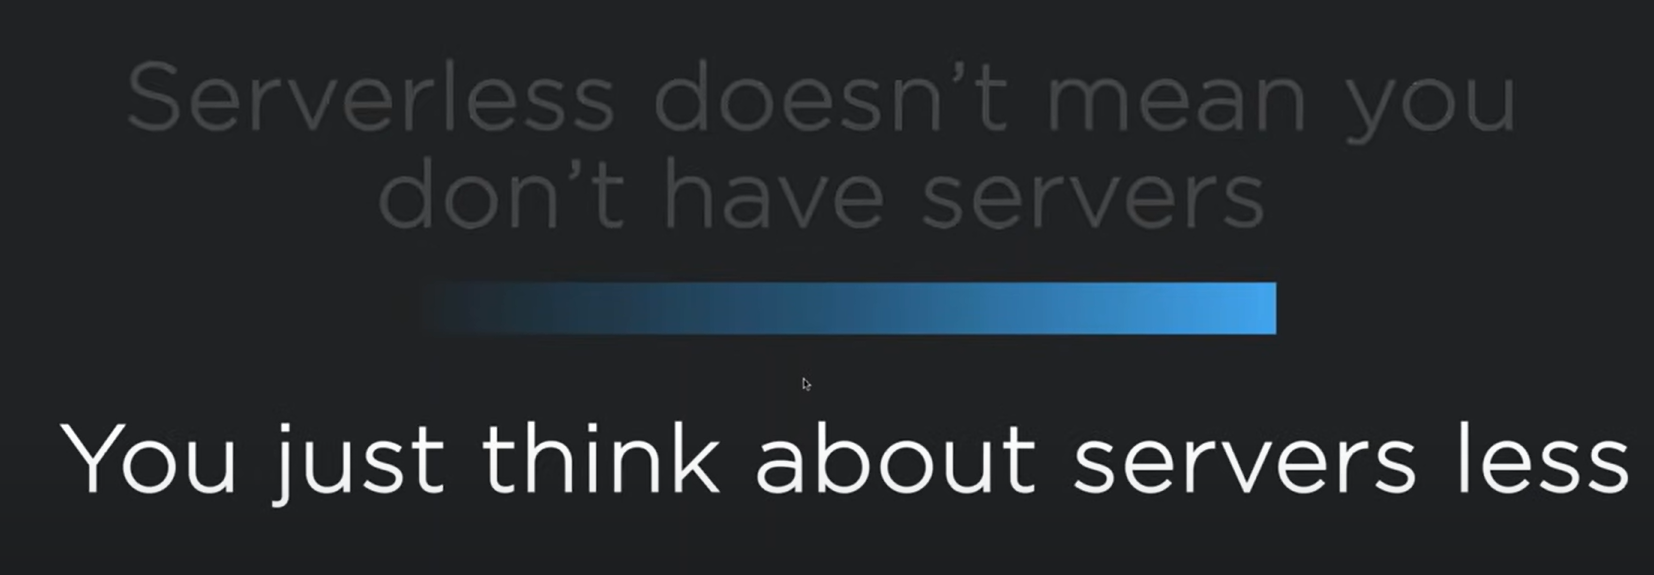 Serverless doesn’t mean you
don’t have servers
You just think about servers less